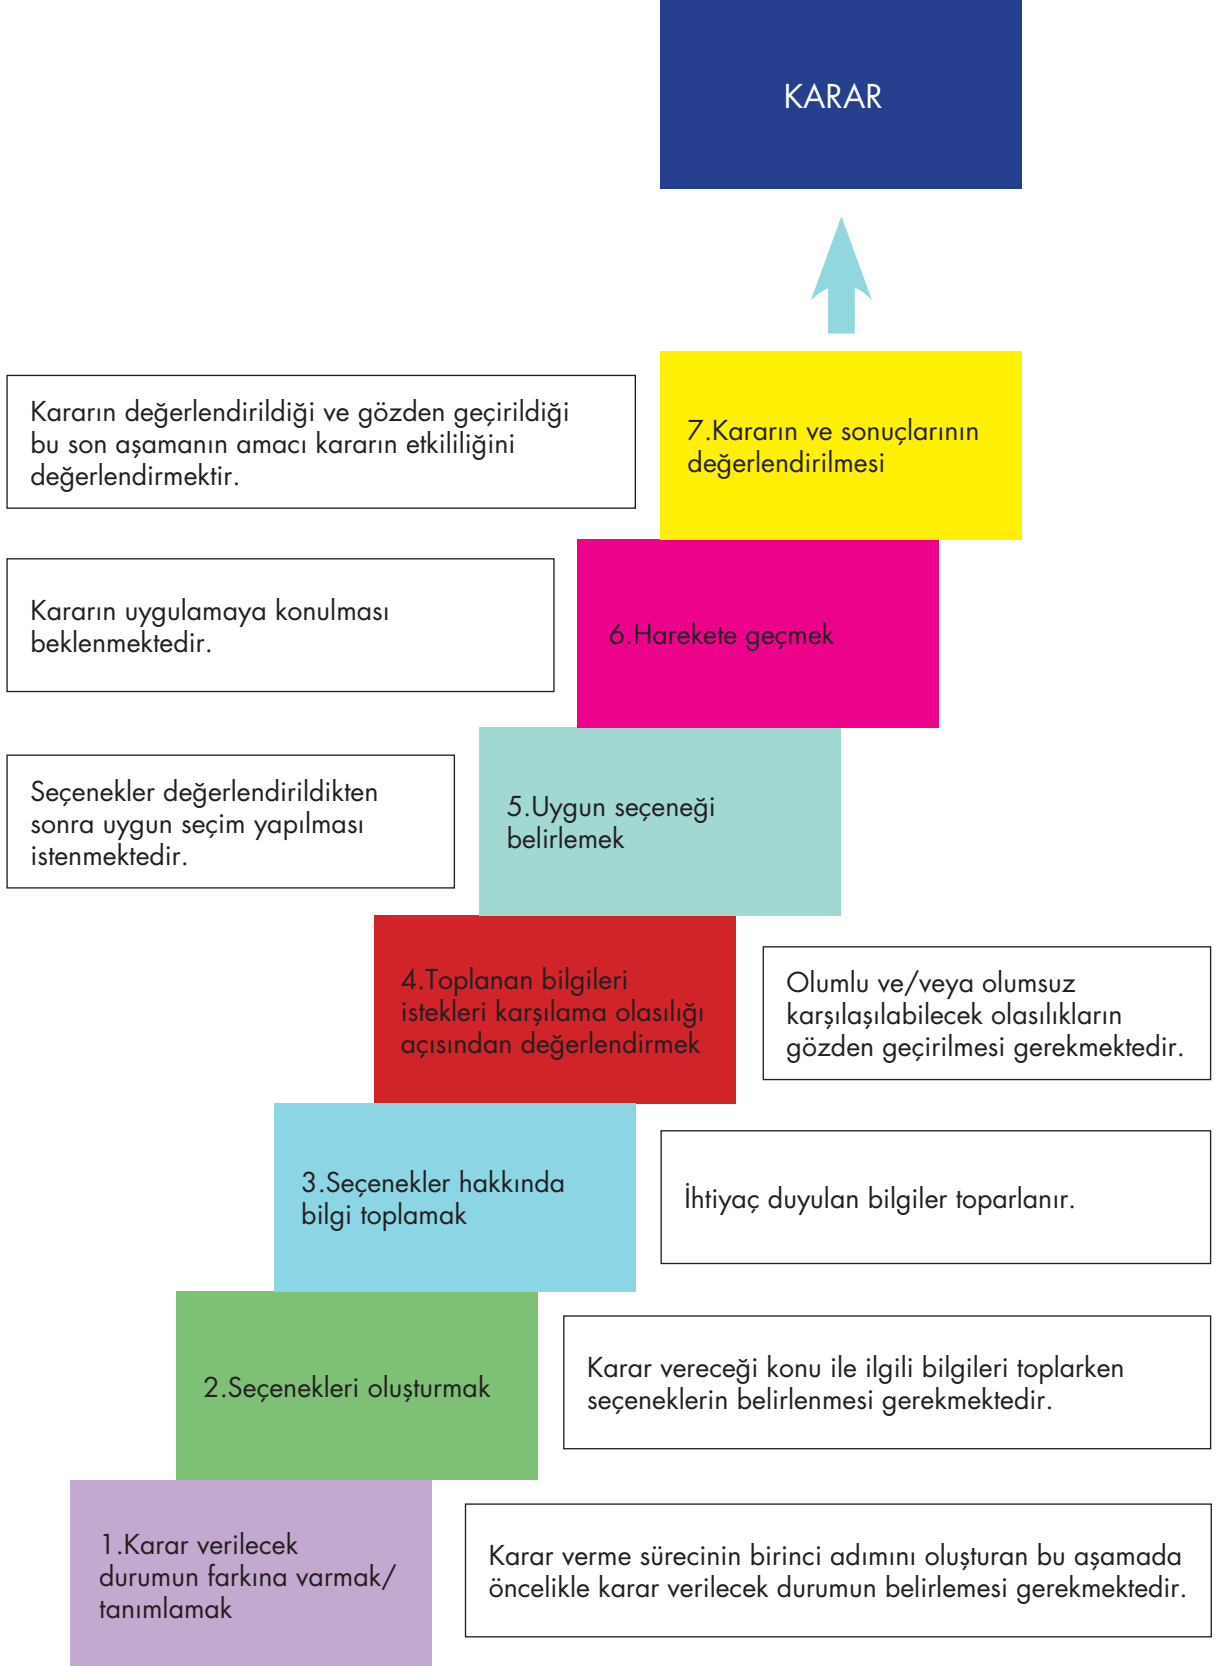 KARAR
Kararın değerlendirildiği ve gözden geçirildiği
bu son aşamanın amacı kararın etkililiğini
değerlendirmektir.
7.Kararın ve sonuçlarının
değerlendirilmesi
Kararın uygulamaya konulması
beklenmektedir.
6.Harekete geçmek
Seçenekler değerlendirildikten
sonra uygun seçim yapılması
istenmektedir.
5.Uygun seçeneği
belirlemek
4.Toplanan bilgileri
istekleri karşılama olasılığı
açısından değerlendirmek
Olumlu ve/veya olumsuz
karşılaşılabilecek olasılıkların
gözden geçirilmesi gerekmektedir.
3.Seçenekler hakkında
bilgi toplamak
İhtiyaç duyulan bilgiler toparlanır.
2.Seçenekleri oluşturmak
Karar vereceği konu ile ilgili bilgileri toplarken
seçeneklerin belirlenmesi gerekmektedir.
1.Karar verilecek
durumun farkına varmak/
tanımlamak
Karar verme sürecinin birinci adımını oluşturan bu aşamada
öncelikle karar verilecek durumun belirlemesi gerekmektedir.